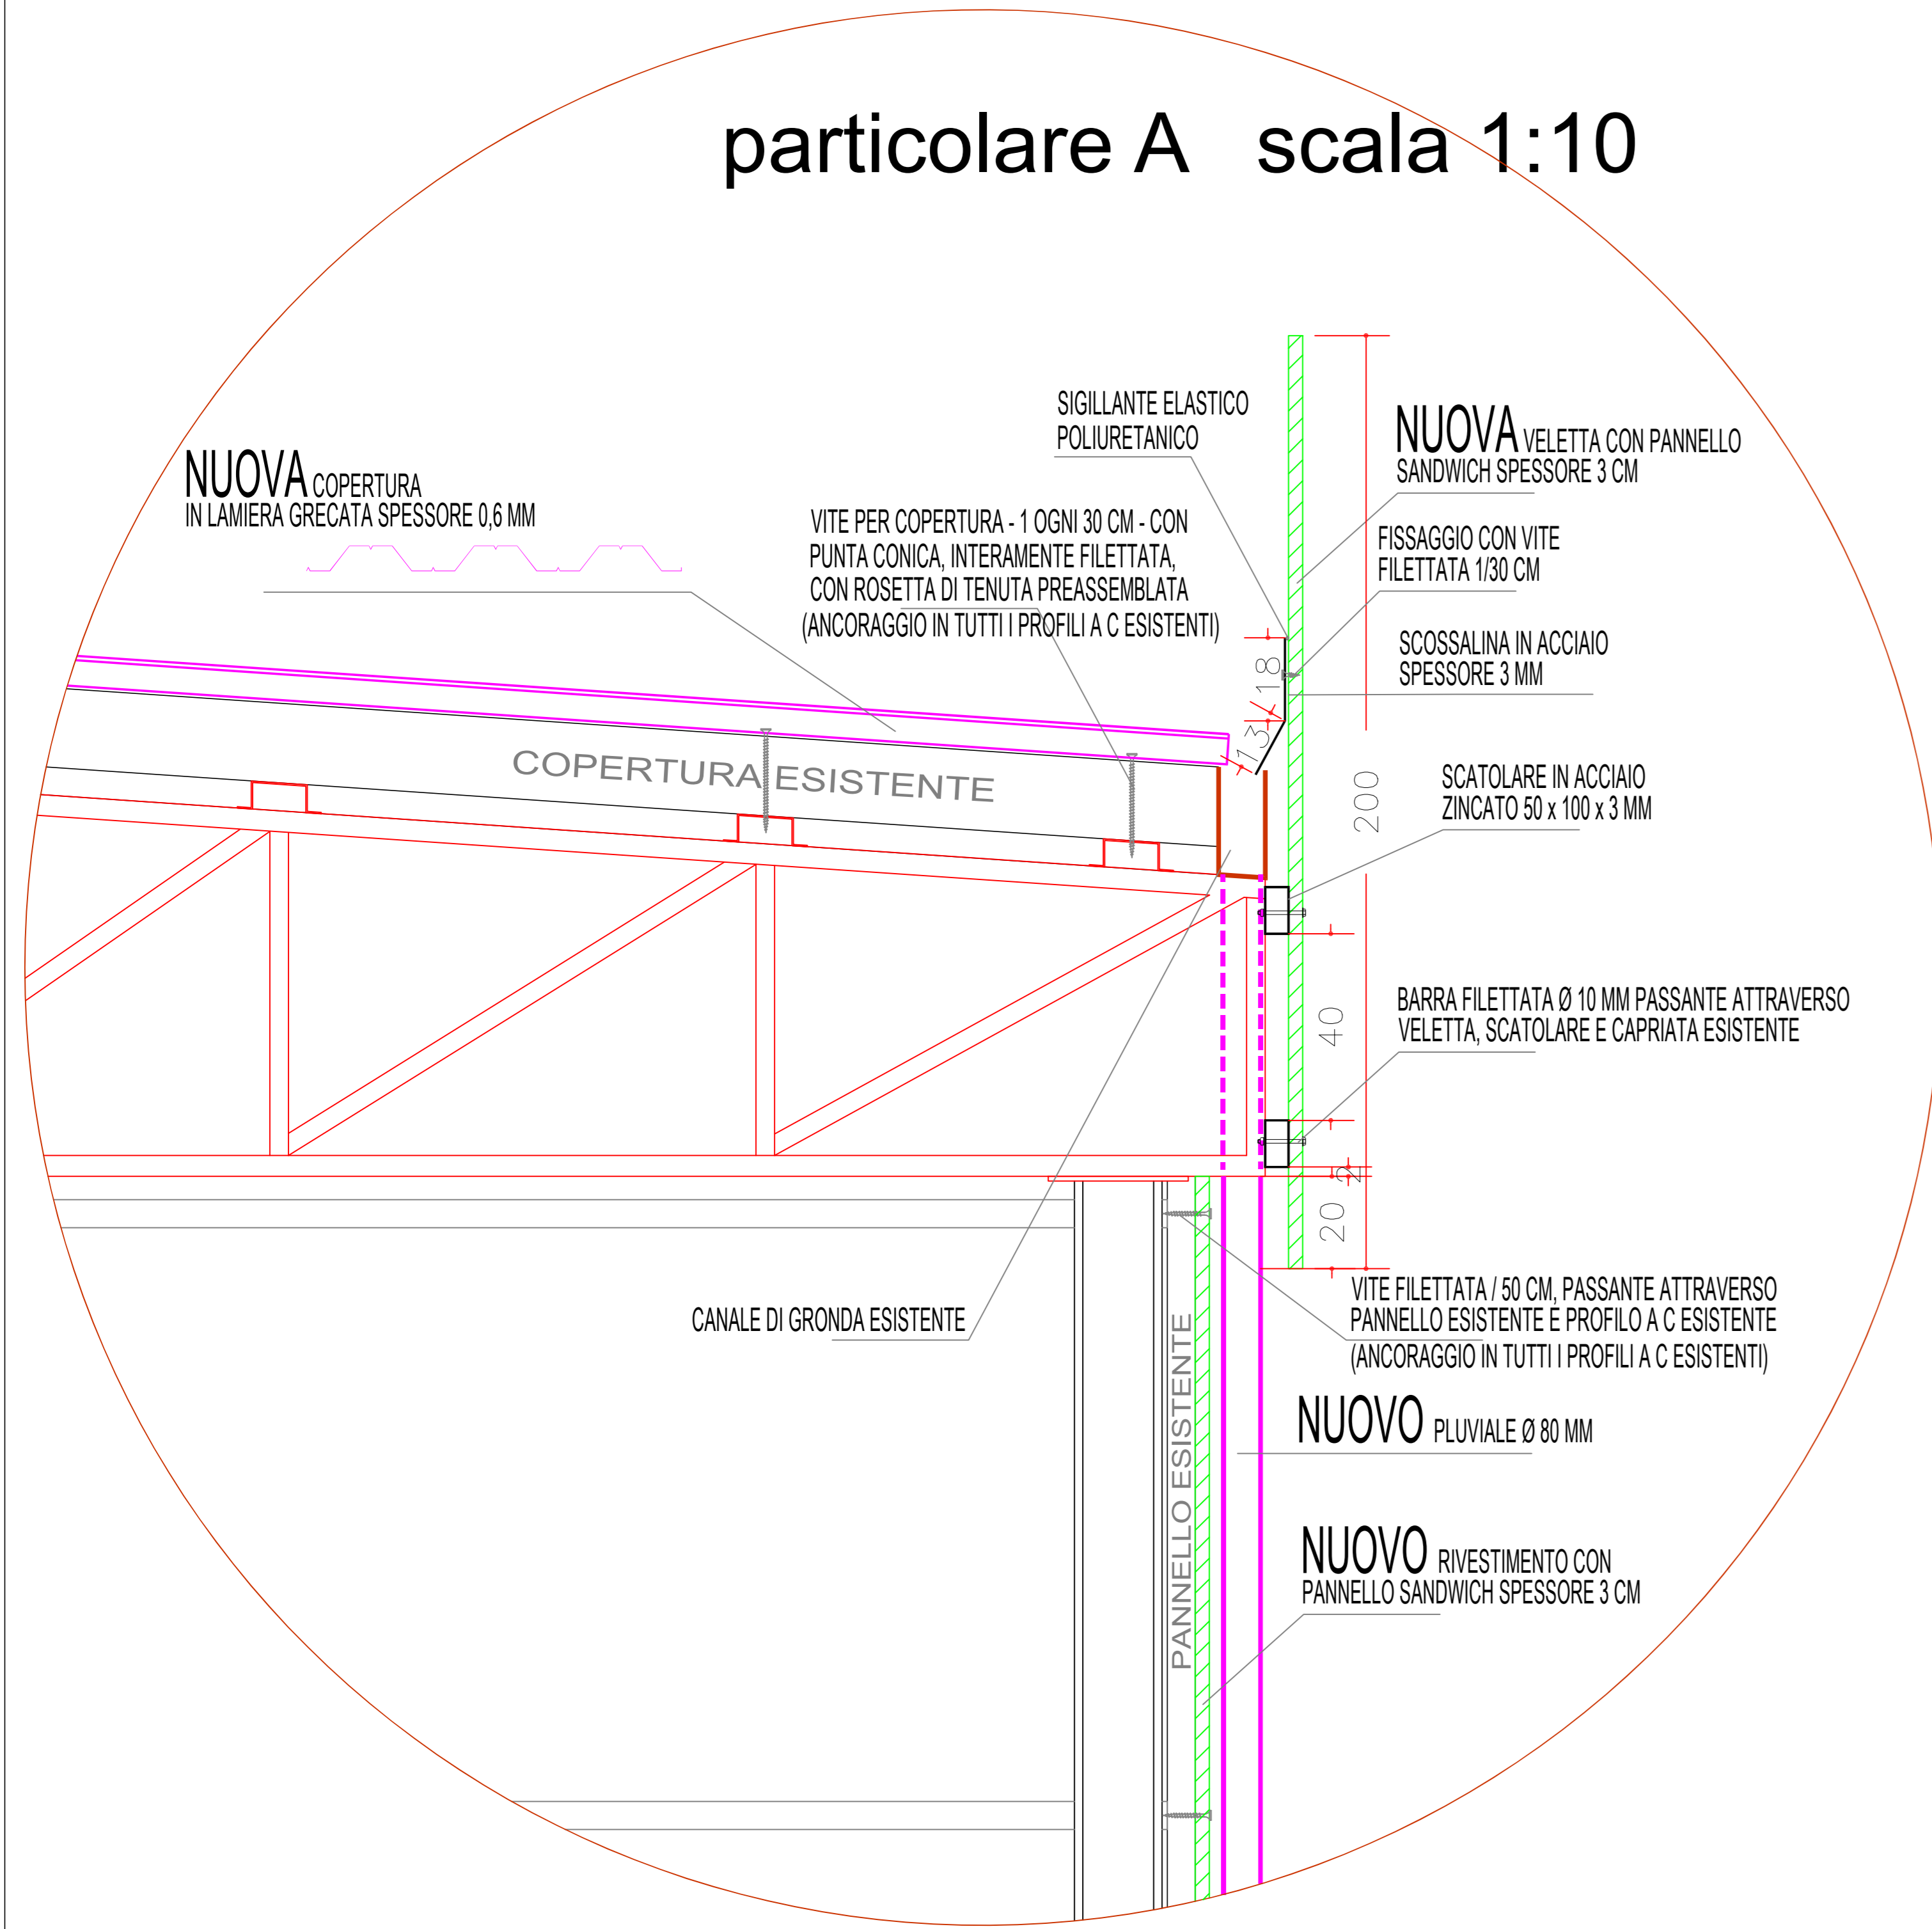 particolare A scala 1:10
SIGILLANTE ELASTICO
POLIURETANICO
NUOVA VELETTA CON PANNELLO
SANDWICH SPESSORE 3 CM
NUOVA COPERTURA
IN LAMIERA GRECATA SPESSORE 0,6 MM
VITE PER COPERTURA - 1 OGNI 30 CM - CON
PUNTA CONICA, INTERAMENTE FILETTATA,
CON ROSETTA DI TENUTA PREASSEMBLATA
(ANCORAGGIO IN TUTTI I PROFILI A C ESISTENTI)
FISSAGGIO CON VITE
FILETTATA 1/30 CM
SCOSSALINA IN ACCIAIO
SPESSORE 3 MM
18
13
COPERTURA ESISTENTE
200
SCATOLARE IN ACCIAIO
ZINCATO 50 x 100 x 3 MM
40
BARRA FILETTATA Ø 10 MM PASSANTE ATTRAVERSO
VELETTA, SCATOLARE E CAPRIATA ESISTENTE
2
20
CANALE DI GRONDA ESISTENTE
VITE FILETTATA / 50 CM, PASSANTE ATTRAVERSO
PANNELLO ESISTENTE E PROFILO A C ESISTENTE
(ANCORAGGIO IN TUTTI I PROFILI A C ESISTENTI)
PANNELLO ESISTENTE
NUOVO PLUVIALE Ø 80 MM
NUOVO RIVESTIMENTO CON
PANNELLO SANDWICH SPESSORE 3 CM